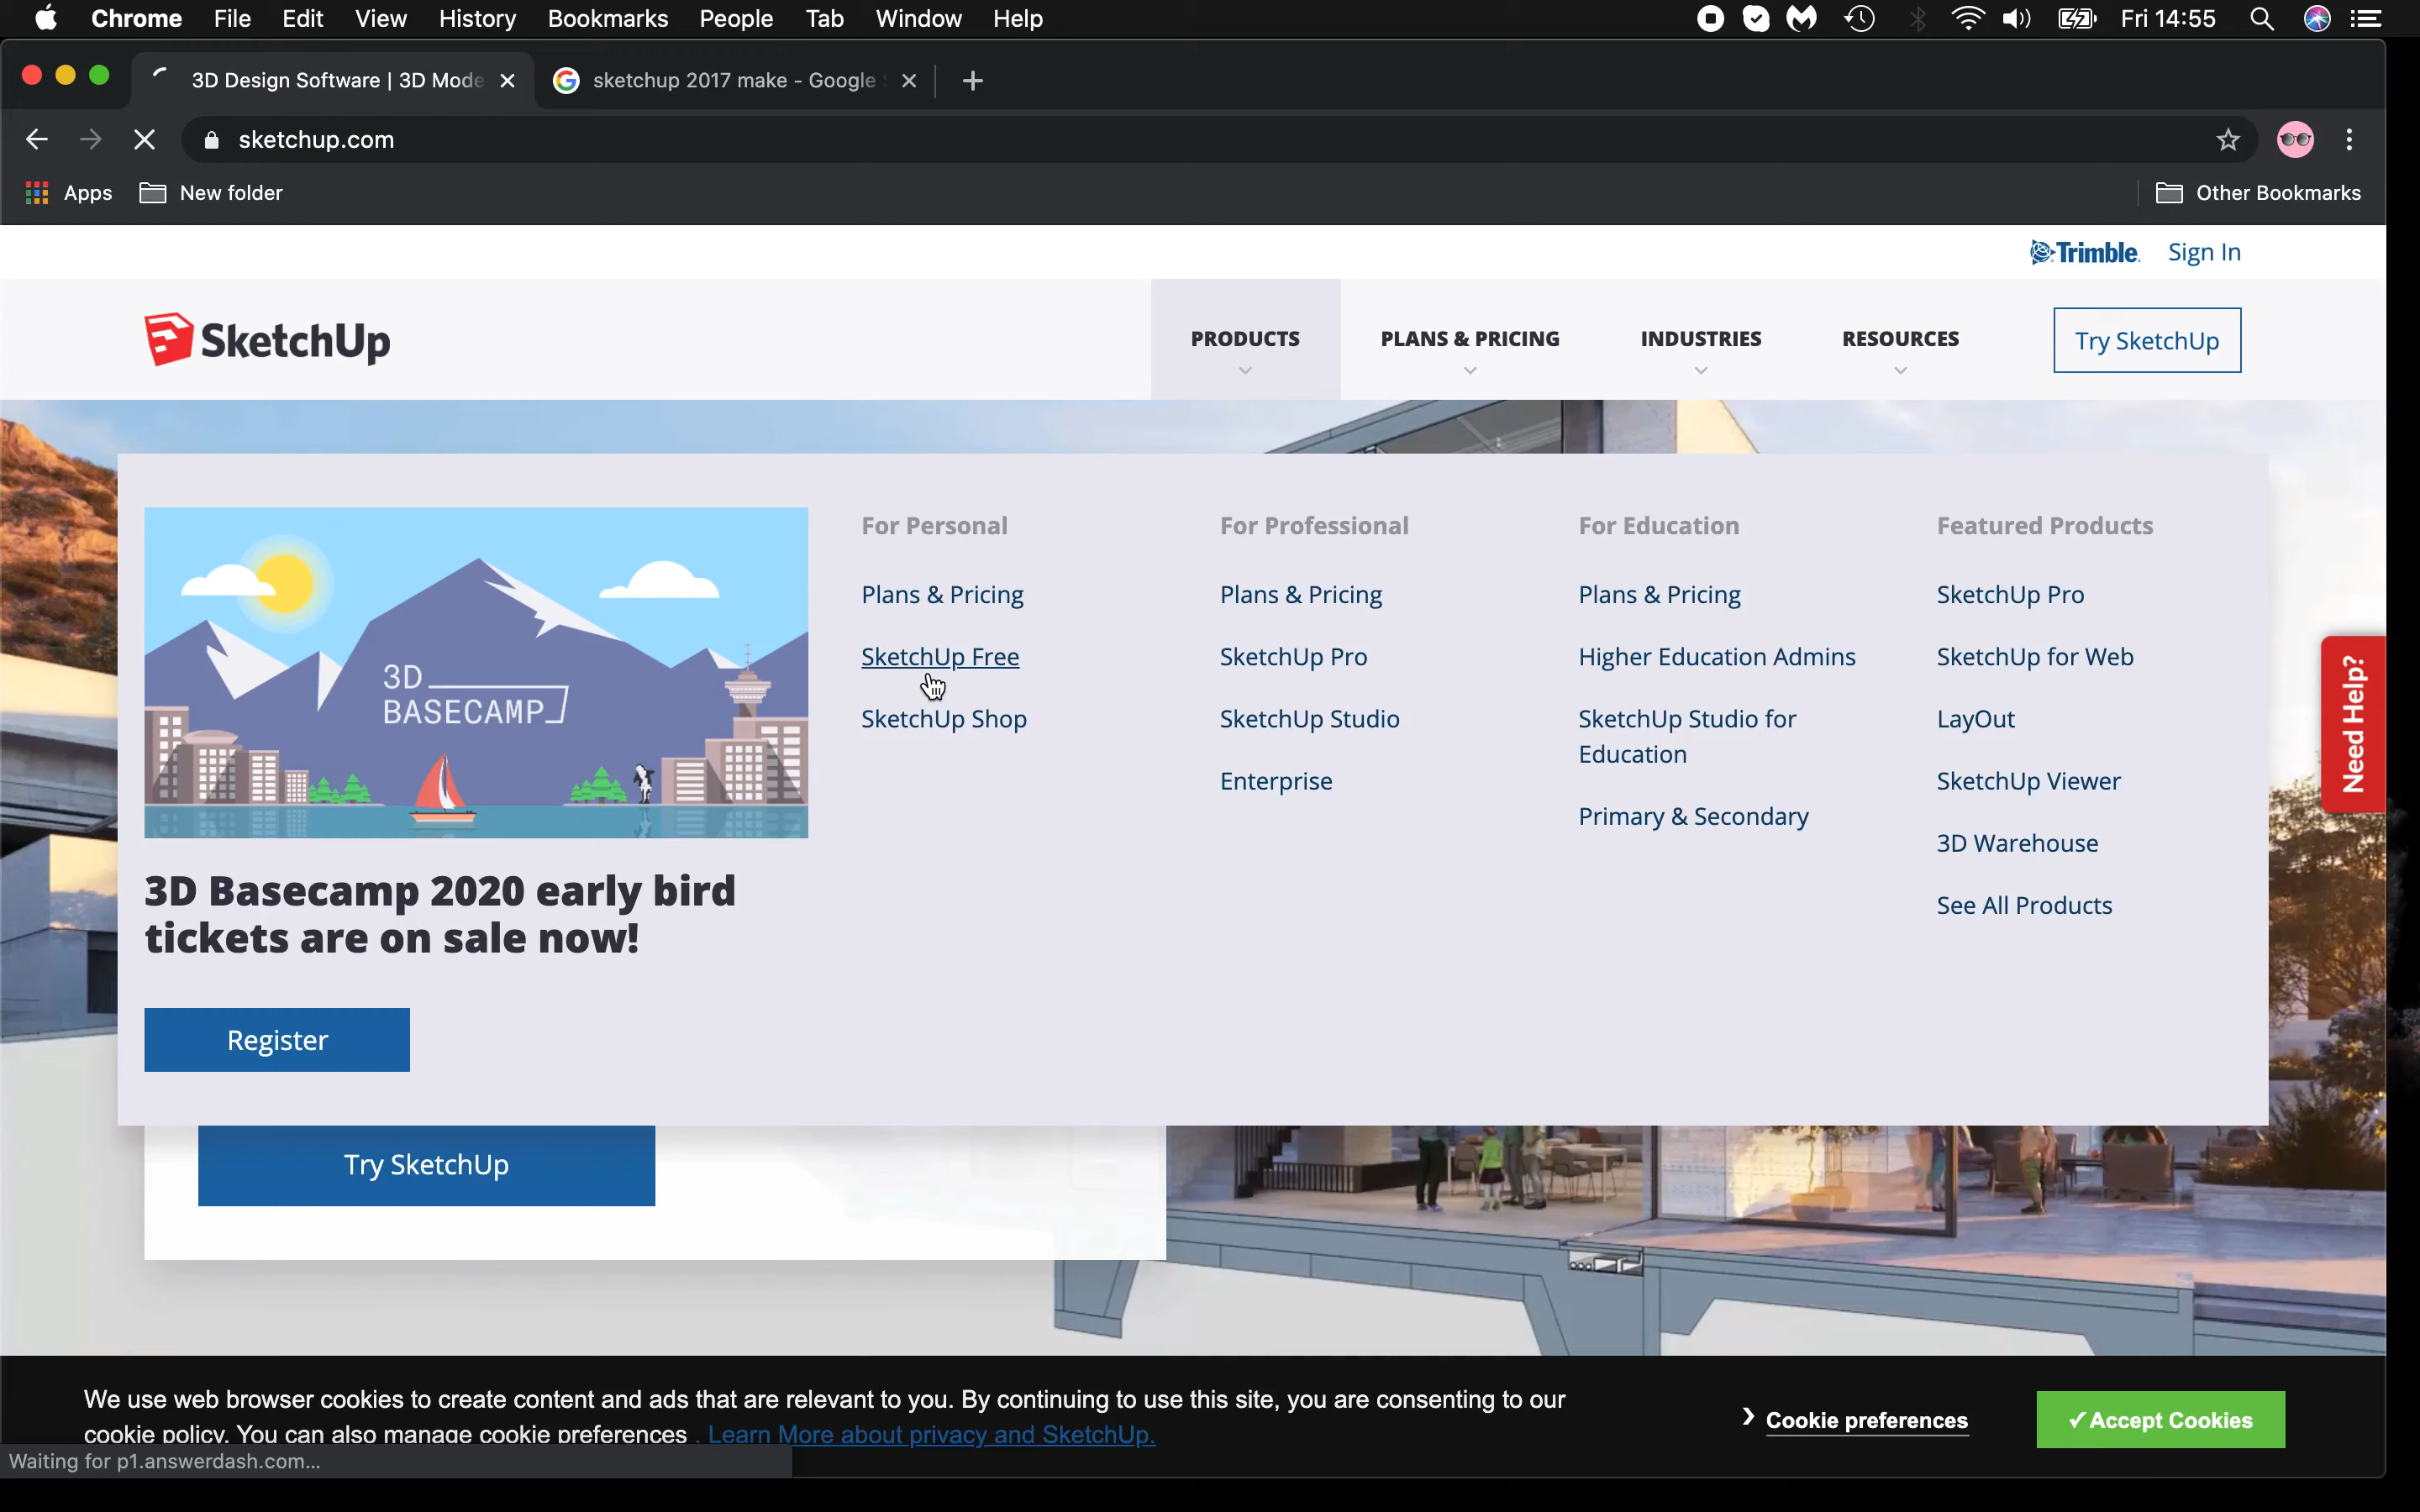 Chrome File Edit View History Bookmarks People Tab Window Help Fri 14:55
3D Design Software | 3D Mode sketchup 2017 make - Google
sketchup.com
Apps New folder Other Bookmarks
Trimble Sign In
SketchUp PRODUCTS PLANS & PRICING INDUSTRIES RESOURCES Try SketchUp
3D
BASECAMP
3D Basecamp 2020 early bird
tickets are on sale now!
Register
For Personal
Plans & Pricing
SketchUp Free
SketchUp Shop
For Professional
Plans & Pricing
SketchUp Pro
SketchUp Studio
Enterprise
For Education
Plans & Pricing
Higher Education Admins
SketchUp Studio for
Education
Primary & Secondary
Featured Products
SketchUp Pro
SketchUp for Web
LayOut
SketchUp Viewer
3D Warehouse
See All Products
Need Help?
Try SketchUp
We use web browser cookies to create content and ads that are relevant to you. By continuing to use this site, you are consenting to our
cookie policy. You can also manage cookie preferences . Learn More about privacy and SketchUp.
Cookie preferences
✓Accept Cookies
Waiting for p1.answerdash.com...